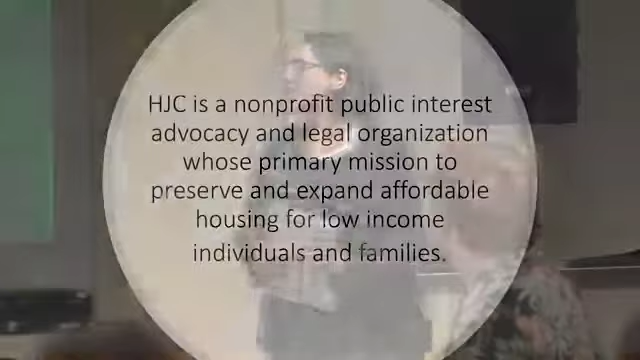 HJC is a nonprofit public interest
advocacy and legal organization
whose primary mission to
preserve and expand affordable
housing for low income
individuals and families.